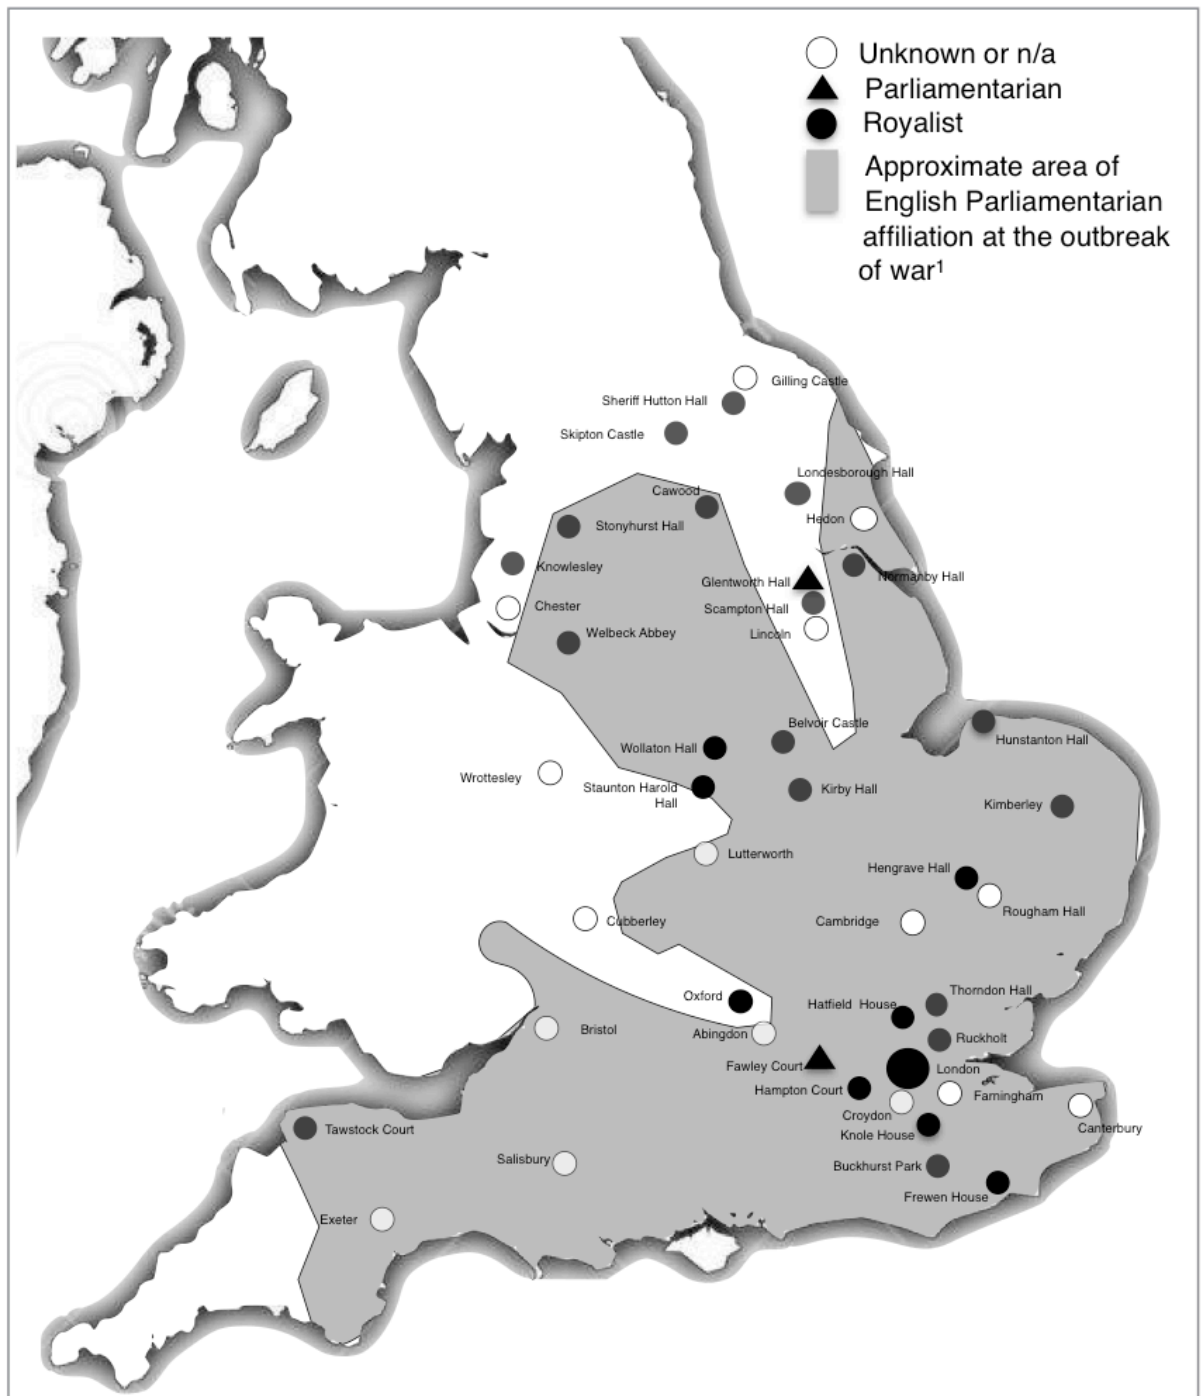 Unknown or n/a
Parliamentarian
Royalist
Approximate area of
English Parliamentarian
affiliation at the outbreak
of war¹
Gilling Castle
Sheriff Hutton Hall
Skipton Castle
Londesborough Hall
Cawood
Hedon
Stonyhurst Hall
Knowlesley
Normanby Hall
Glentworth Hall
Chester
Scampton Hall
Welbeck Abbey
Lincoln
Belvoir Castle
Hunstanton Hall
Wollaton Hall
Wrottesley
Staunton Harold
Hall
Kirby Hall
Kimberley
Lutterworth
Hengrave Hall
Rougham Hall
Cubberley
Cambridge
Thorndon Hall
Oxford
Hatfield House
Bristol
Abingdon
Ruckholt
Fawley Court
London
Hampton Court
Farningham
Croydon
Canterbury
Tawstock Court
Knole House
Salisbury
Buckhurst Park
Frewen House
Exeter